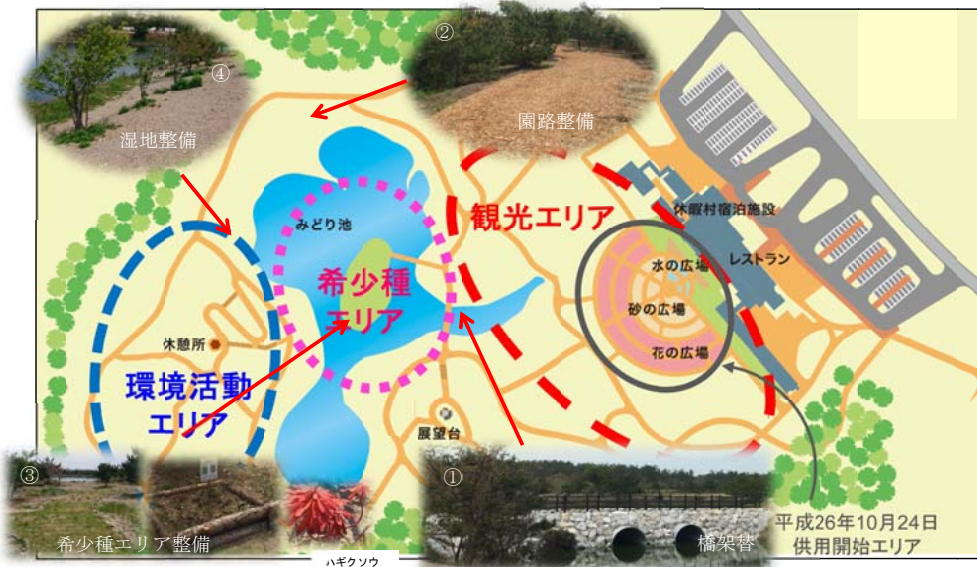 ②
園路整備
④
湿地整備
観光エリア
休暇村宿泊施設
みどり池
水の広場
レストラン
希少種
エリア
砂の広場
花の広場
休憩所
環境活動
エリア
展望台
③
希少種エリア整備
ハギクソウ
①
橋架替
平成26年10月24日
供用開始エリア